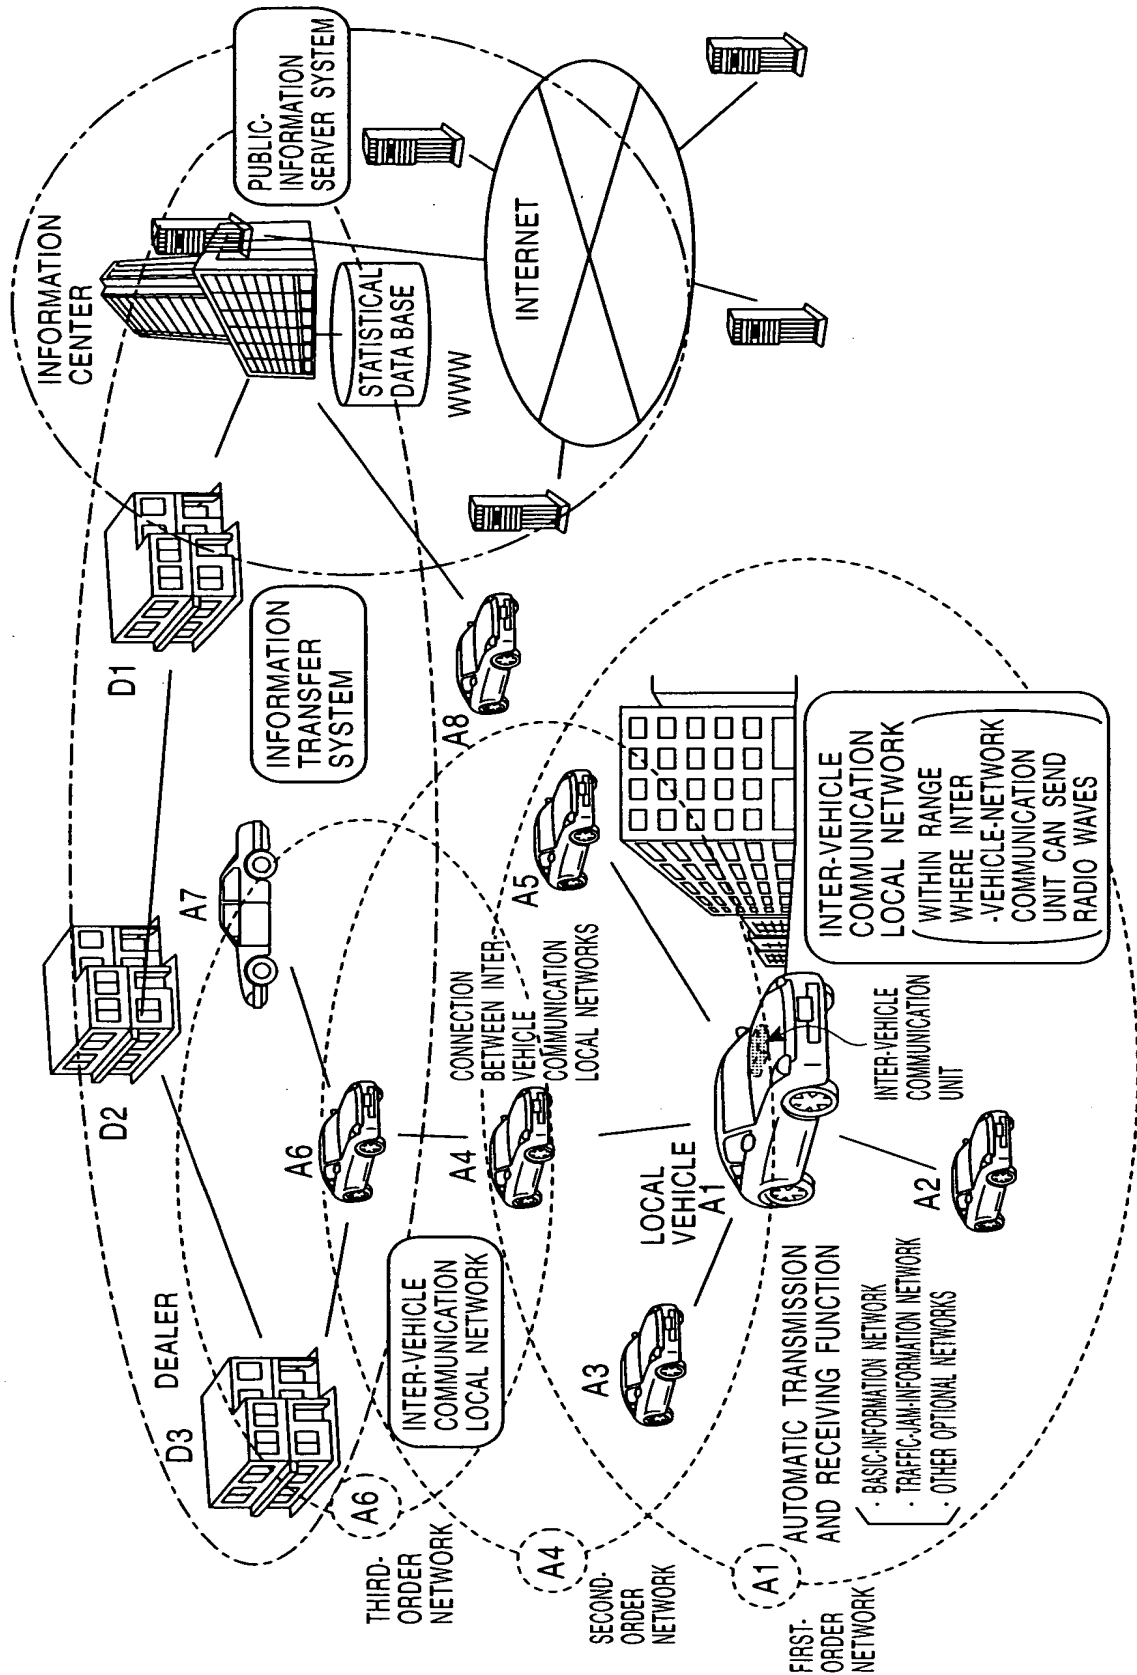 INFORMATION
CENTER
PUBLIC-
INFORMATION
SERVER SYSTEM
STATISTICAL
DATA BASE
WWW
INTERNET
D1
D2
D3
DEALER
INFORMATION
TRANSFER
SYSTEM
A7
A8
A6
A5
A4
CONNECTION
BETWEEN INTER
VEHICLE
COMMUNICATION
LOCAL NETWORKS
INTER-VEHICLE
COMMUNICATION
LOCAL NETWORK
LOCAL
VEHICLE
A1
A3
A2
INTER-VEHICLE
COMMUNICATION
UNIT
INTER-VEHICLE
COMMUNICATION
LOCAL NETWORK
WITHIN RANGE
WHERE INTER
-VEHICLE-NETWORK
COMMUNICATION
UNIT CAN SEND
RADIO WAVES
A6
THIRD-
ORDER
NETWORK
A4
SECOND-
ORDER
NETWORK
A1
FIRST-
ORDER
NETWORK
AUTOMATIC TRANSMISSION
AND RECEIVING FUNCTION
· BASIC-INFORMATION NETWORK
· TRAFFIC-JAM-INFORMATION NETWORK
· OTHER OPTIONAL NETWORKS